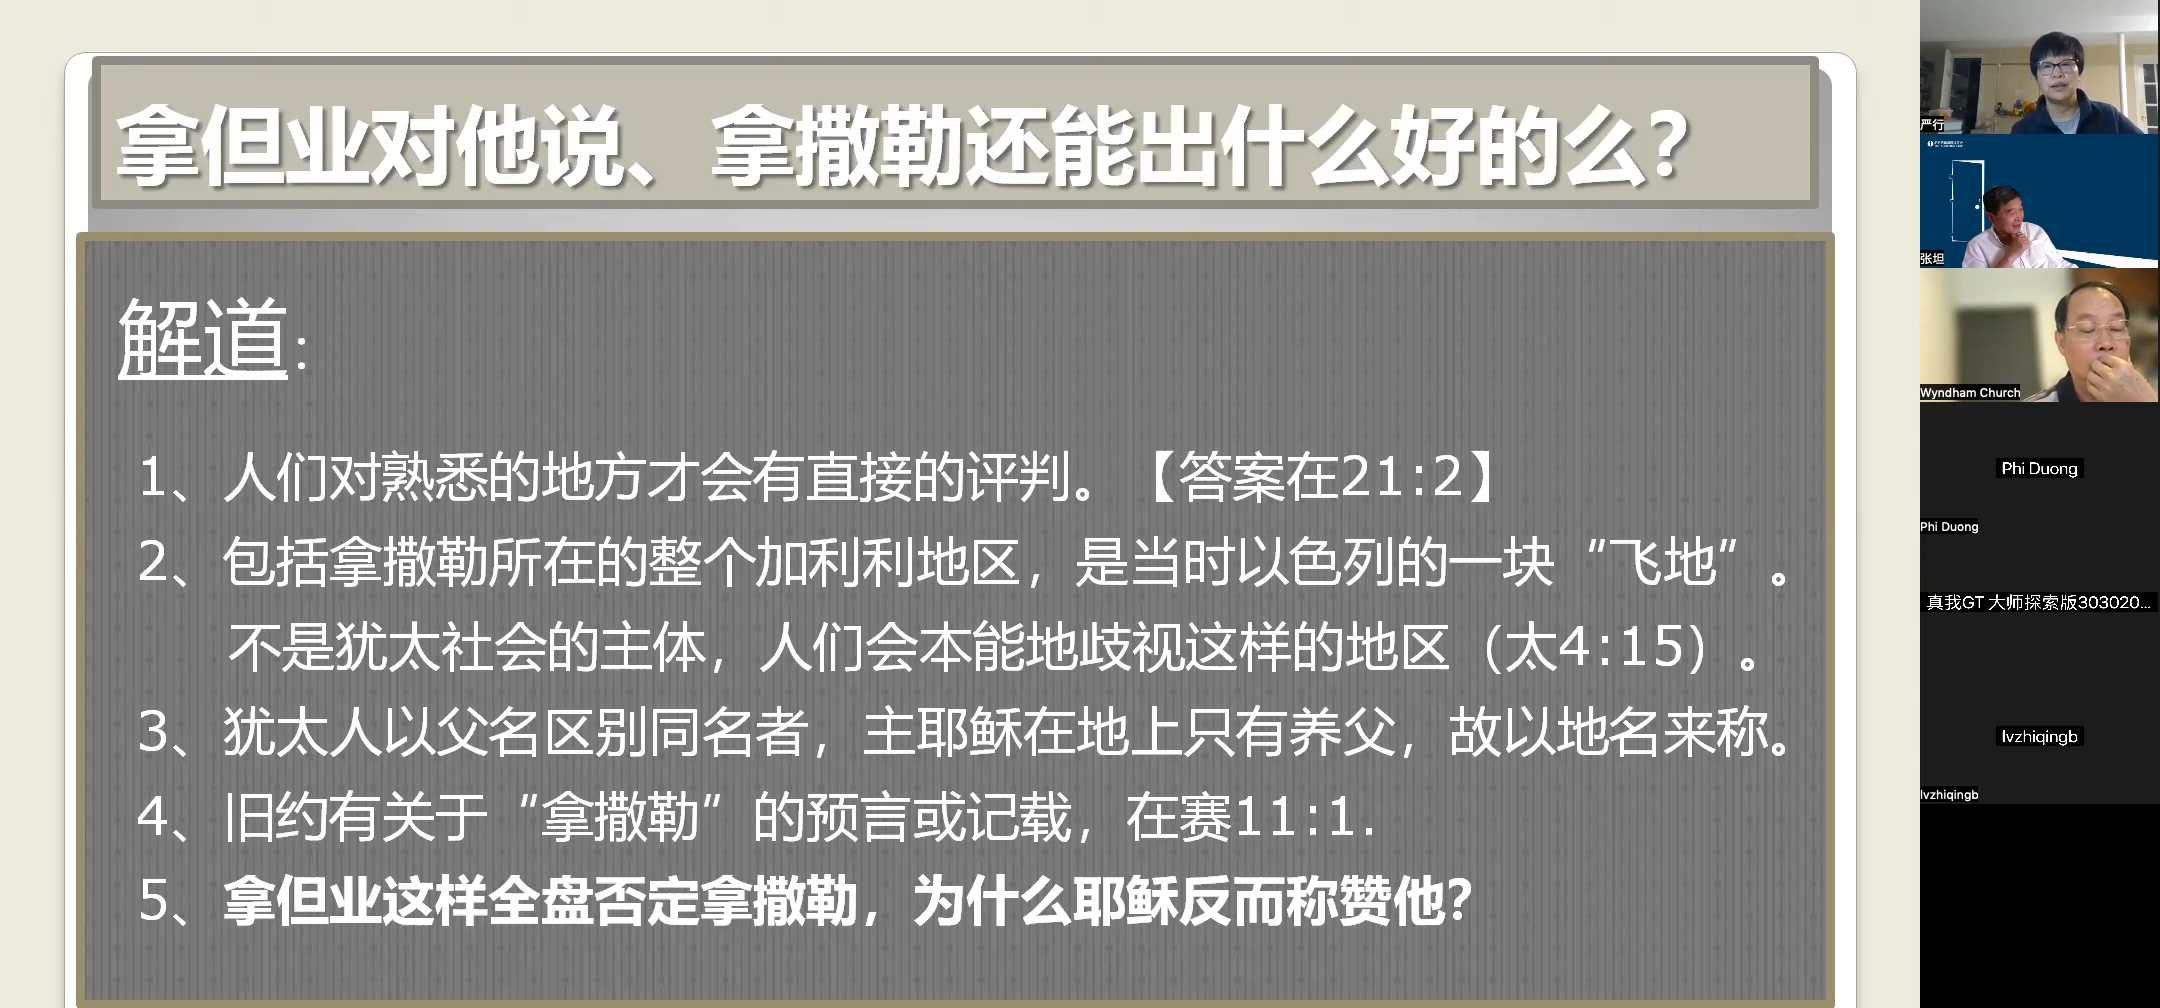 拿但业对他说、拿撒勒还能出什么好的么？
解道：
1、人们对熟悉的地方才会有直接的评判。【答案在21:2】
2、包括拿撒勒所在的整个加利利地区，是当时以色列的一块“飞地”。
不是犹太社会的主体，人们会本能地歧视这样的地区（太4:15）。
3、犹太人以父名区别同名者，主耶稣在地上只有养父，故以地名来称。
4、旧约有关于“拿撒勒”的预言或记载，在赛11:1.
5、拿但业这样全盘否定拿撒勒，为什么耶稣反而称赞他？
严行
张坦
Wyndham Church
Phi Duong
Phi Duong
真我GT 大师探索版303020...
lvzhiqingb
lvzhiqingb